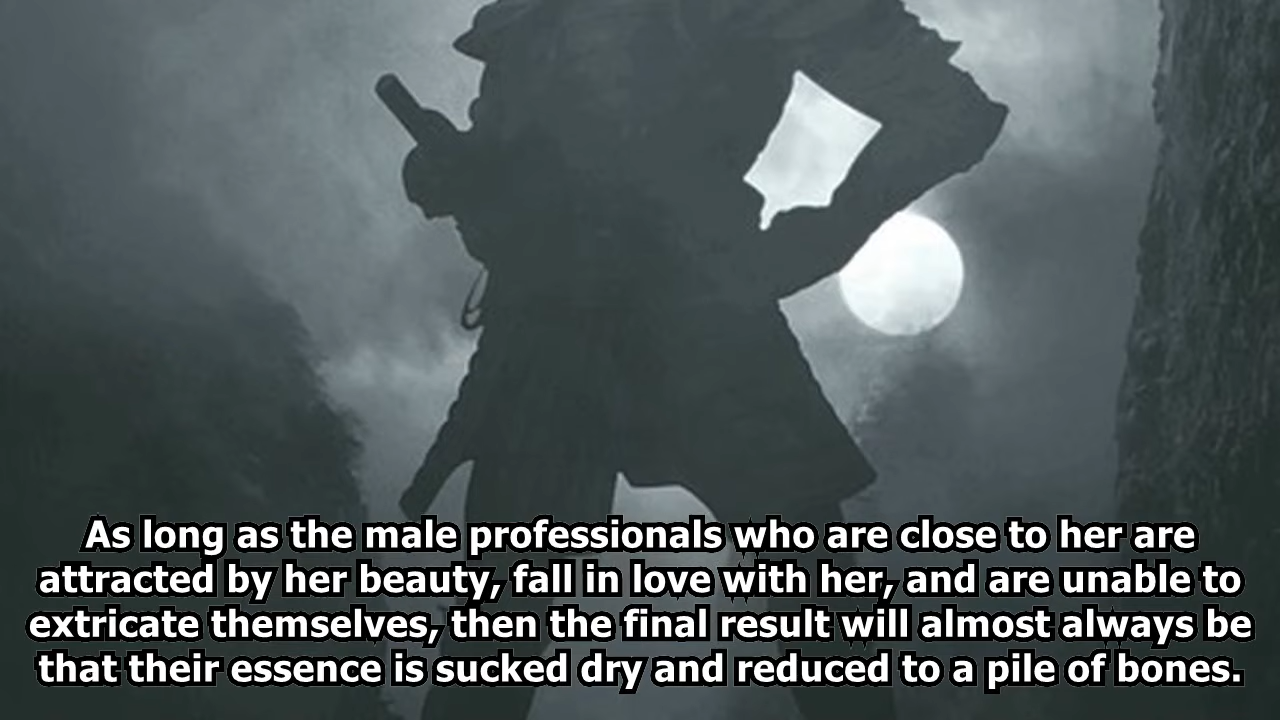 As long as the male professionals who are close to her are
attracted by her beauty, fall in love with her, and are unable to
extricate themselves, then the final result will almost always be
that their essence is sucked dry and reduced to a pile of bones.